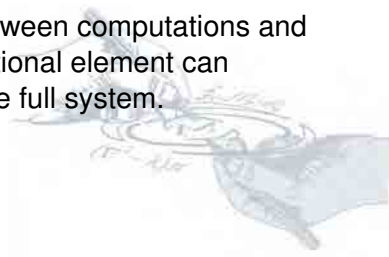 ween computations and
tional element can
e full system.